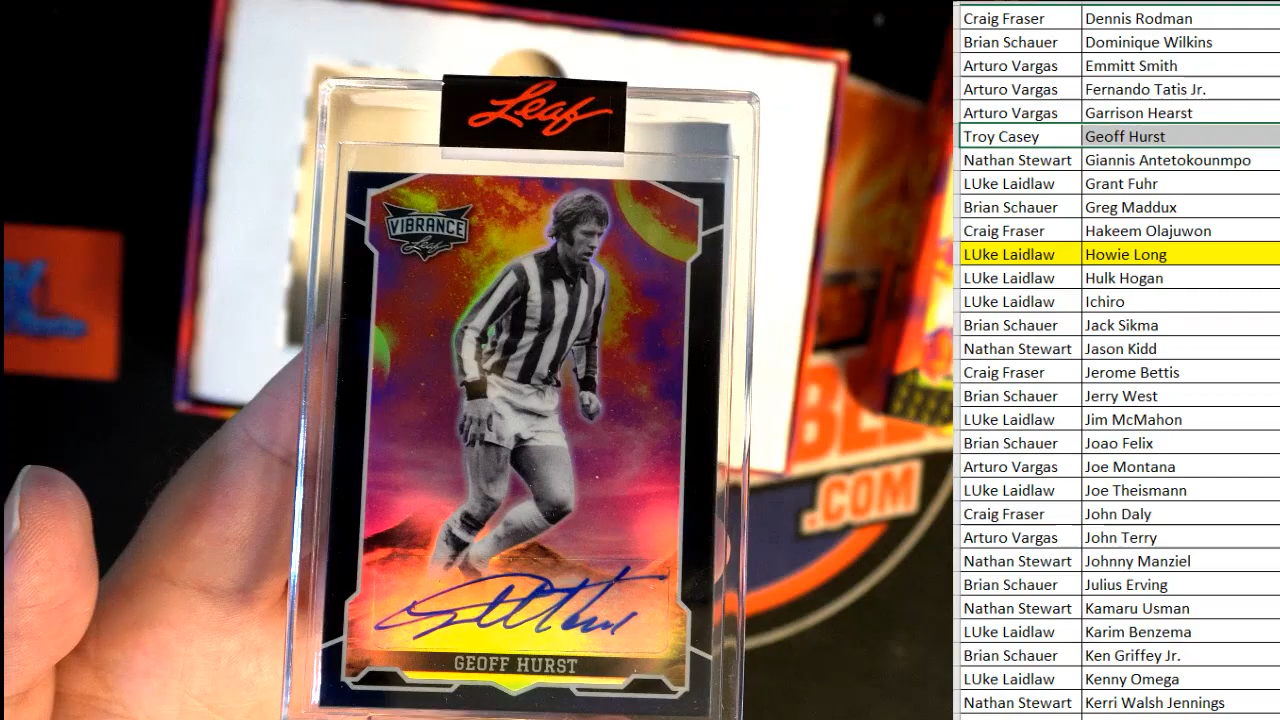 Leaf
VIBRANCE
Leaf
GEOFF HURST
.COM
Craig Fraser Dennis Rodman
Brian Schauer Dominique Wilkins
Arturo Vargas Emmitt Smith
Arturo Vargas Fernando Tatis Jr.
Arturo Vargas Garrison Hearst
Troy Casey Geoff Hurst
Nathan Stewart Giannis Antetokounmpo
LUke Laidlaw Grant Fuhr
Brian Schauer Greg Maddux
Craig Fraser Hakeem Olajuwon
LUke Laidlaw Howie Long
LUke Laidlaw Hulk Hogan
LUke Laidlaw Ichiro
Brian Schauer Jack Sikma
Nathan Stewart Jason Kidd
Craig Fraser Jerome Bettis
Brian Schauer Jerry West
LUke Laidlaw Jim McMahon
Brian Schauer Joao Felix
Arturo Vargas Joe Montana
LUke Laidlaw Joe Theismann
Craig Fraser John Daly
Arturo Vargas John Terry
Nathan Stewart Johnny Manziel
Brian Schauer Julius Erving
Nathan Stewart Kamaru Usman
LUke Laidlaw Karim Benzema
Brian Schauer Ken Griffey Jr.
LUke Laidlaw Kenny Omega
Nathan Stewart Kerri Walsh Jennings